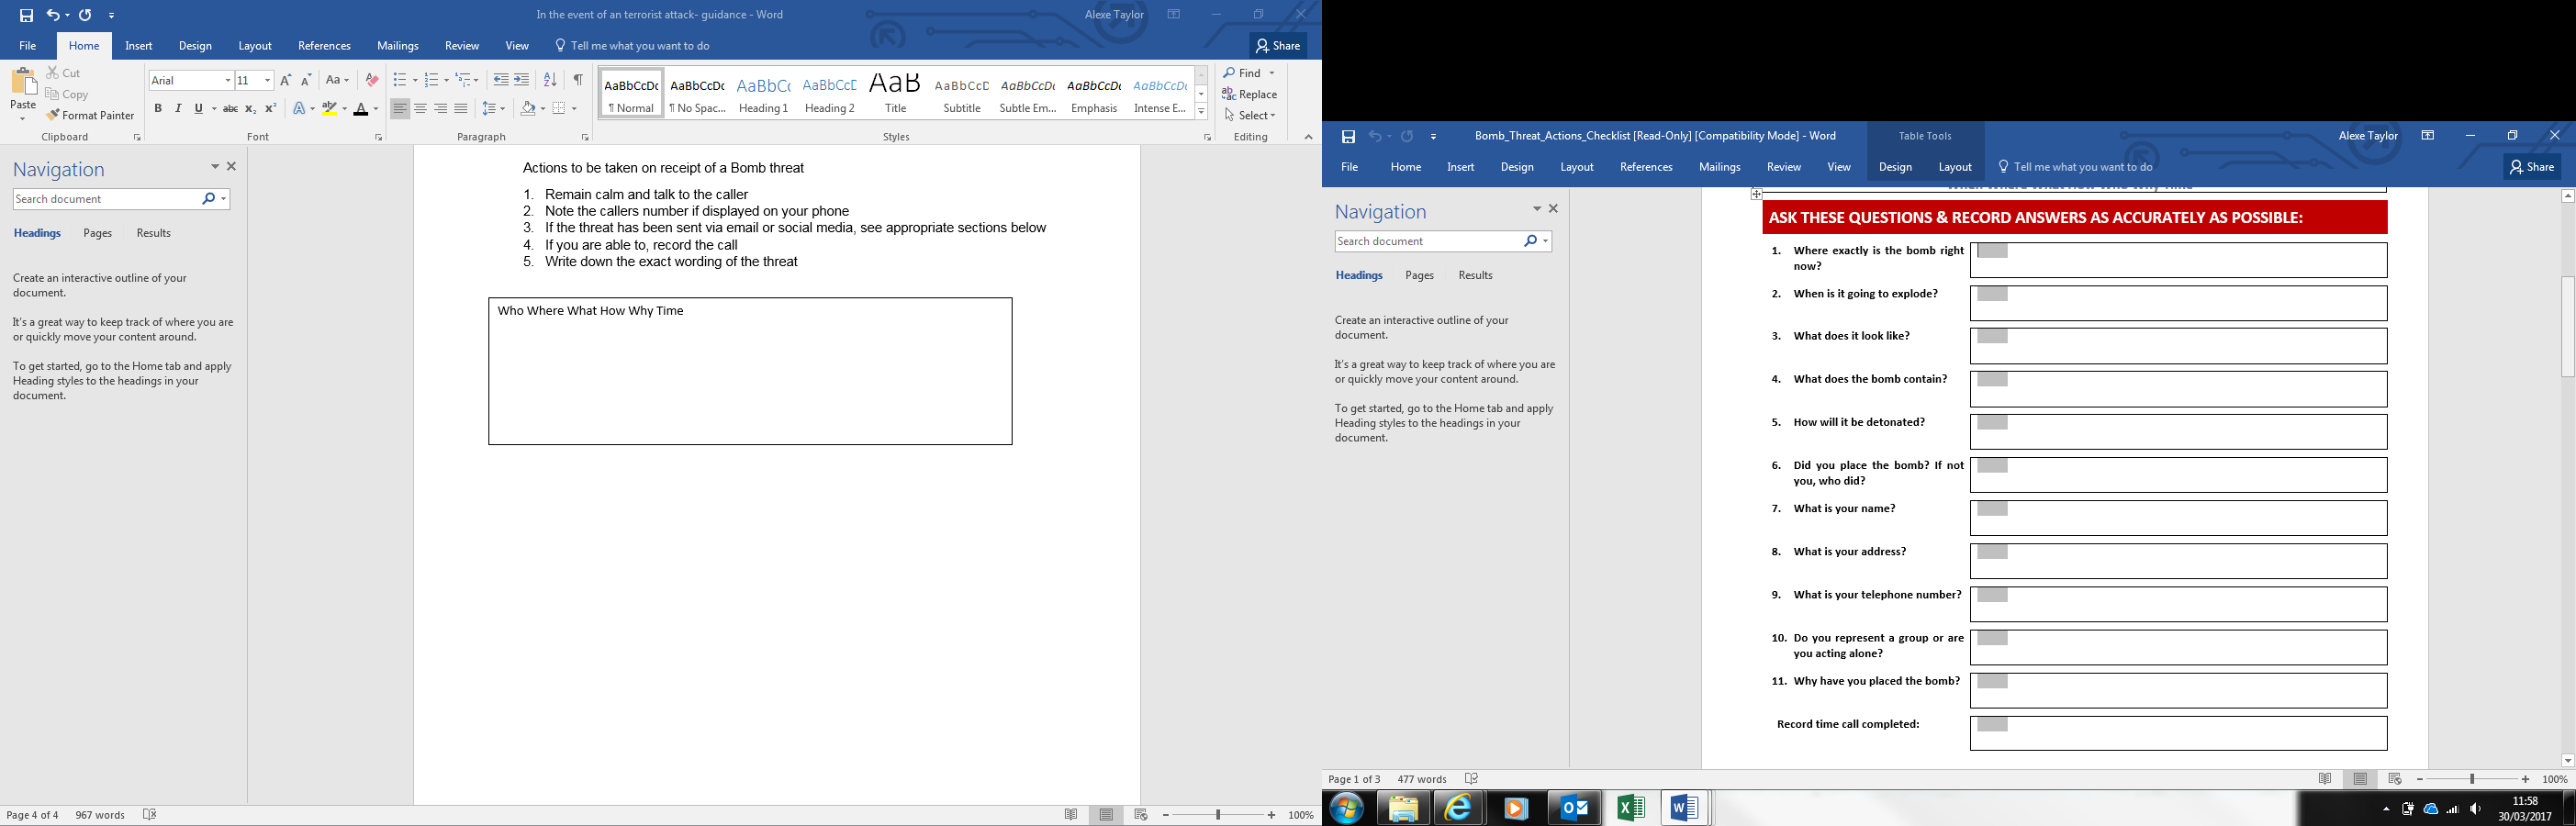 In the event of an terrorist attack- guidance - Word
Alexe Taylor
File Home Insert Design Layout References Mailings Review View Tell me what you want to do
Share
Paste
Cut
Copy
Format Painter
Clipboard
Arial 11
Font
Paragraph
AaBbCcDc AaBbCcDc AaBbC( AaBbCcE AaB AaBbCcD AaBbCcDc AaBbCcDc AaBbCcDc
¶ Normal ¶ No Spac... Heading 1 Heading 2 Title Subtitle Subtle Em... Emphasis Intense E...
Styles
Find
Replace
Select
Editing
Navigation
Search document
Headings Pages Results
Create an interactive outline of your
document.
It's a great way to keep track of where you are
or quickly move your content around.
To get started, go to the Home tab and apply
Heading styles to the headings in your
document.
Actions to be taken on receipt of a Bomb threat
1. Remain calm and talk to the caller
2. Note the callers number if displayed on your phone
3. If the threat has been sent via email or social media, see appropriate sections below
4. If you are able to, record the call
5. Write down the exact wording of the threat
Who Where What How Why Time
Page 4 of 4 967 words
100%
Bomb_Threat_Actions_Checklist [Read-Only] [Compatibility Mode] - Word
Table Tools
Alexe Taylor
File Home Insert Design Layout References Mailings Review View Design Layout Tell me what you want to do
Share
Navigation
Search document
Headings Pages Results
Create an interactive outline of your
document.
It's a great way to keep track of where you are
or quickly move your content around.
To get started, go to the Home tab and apply
Heading styles to the headings in your
document.
ASK THESE QUESTIONS & RECORD ANSWERS AS ACCURATELY AS POSSIBLE:
1. Where exactly is the bomb right
now?
2. When is it going to explode?
3. What does it look like?
4. What does the bomb contain?
5. How will it be detonated?
6. Did you place the bomb? If not
you, who did?
7. What is your name?
8. What is your address?
9. What is your telephone number?
10. Do you represent a group or are
you acting alone?
11. Why have you placed the bomb?
Record time call completed:
Page 1 of 3 477 words
100%
11:58
30/03/2017